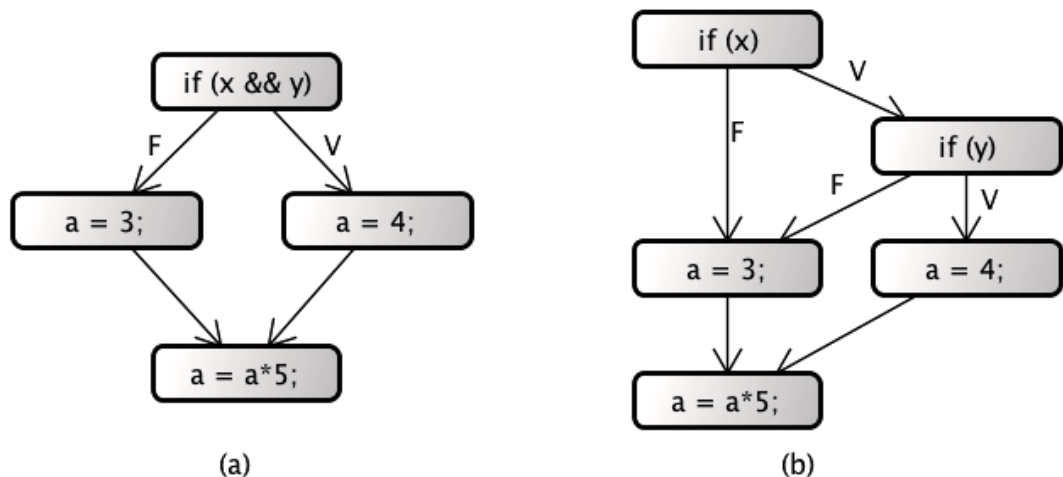 if (x && y)
F
V
a = 3;
a = 4;
a = a*5;
(a)
if (x)
V
F
if (y)
F
V
a = 3;
a = 4;
a = a*5;
(b)